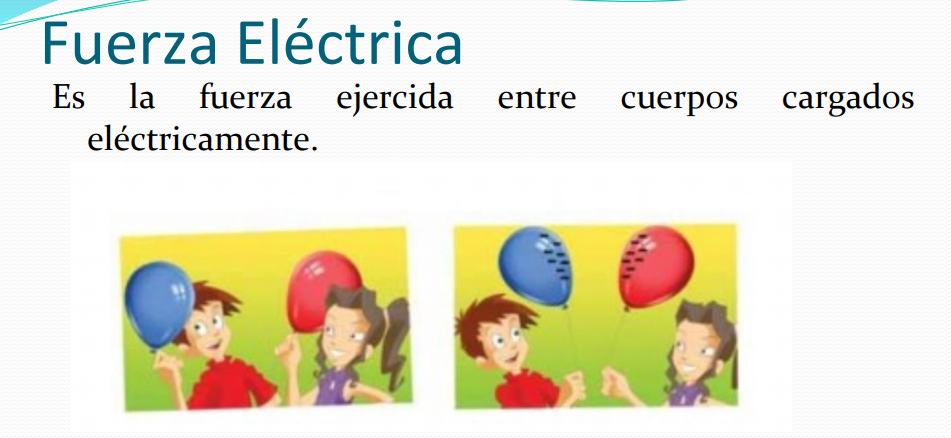 Fuerza Eléctrica
Es la fuerza ejercida entre cuerpos cargados
eléctricamente.